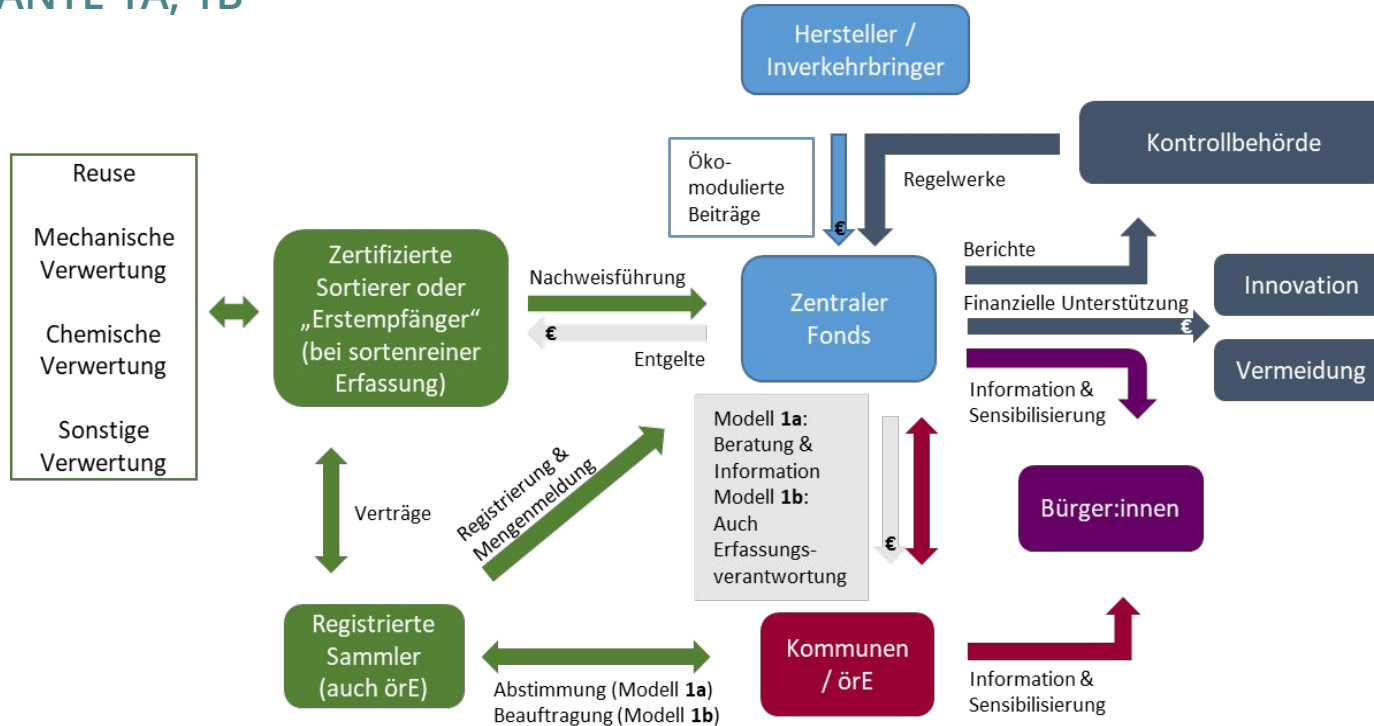 ANTE 1A, 1B
Hersteller /
Inverkehrbringer
Kontrollbehörde
Öko-
modulierte
Beiträge
€
Regelwerke
Reuse
Mechanische
Verwertung
Chemische
Verwertung
Sonstige
Verwertung
Zertifizierte
Sortierer oder
„Erstempfänger“
(bei sortenreiner
Erfassung)
Nachweisführung
€
Entgelte
Zentraler
Fonds
Berichte
Finanzielle Unterstützung
€
Innovation
Vermeidung
Information &
Sensibilisierung
Modell 1a:
Beratung &
Information
Modell 1b:
Auch
Erfassungs-
verantwortung
€
Bürger:innen
Verträge
Registrierung &
Mengenmeldung
Registrierte
Sammler
(auch örE)
Abstimmung (Modell 1a)
Beauftragung (Modell 1b)
Kommunen
/ örE
Information &
Sensibilisierung